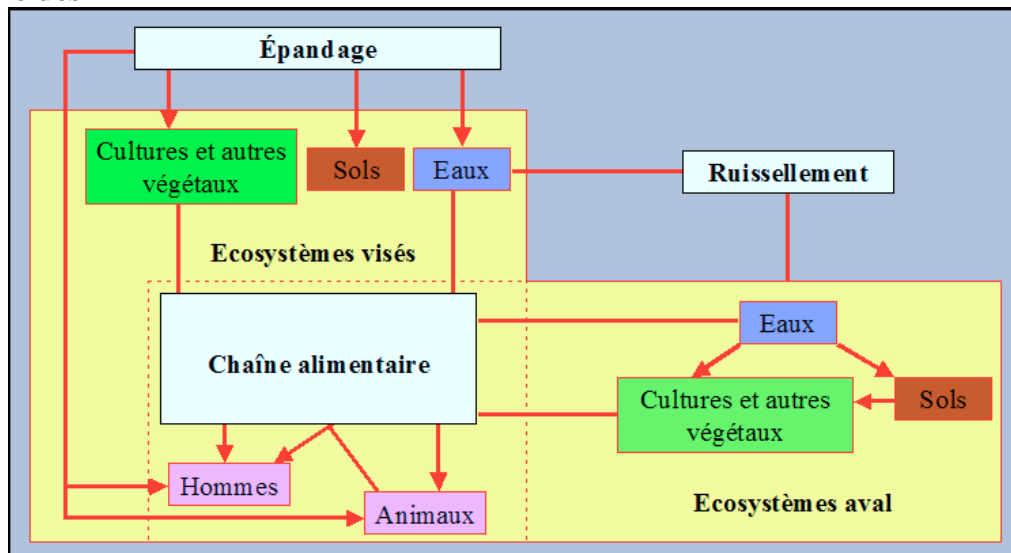 Épandage
Cultures et autres
végétaux
Sols
Eaux
Ruissellement
Ecosystèmes visés
Eaux
Chaîne alimentaire
Cultures et autres
végétaux
Sols
Hommes
Animaux
Ecosystèmes aval